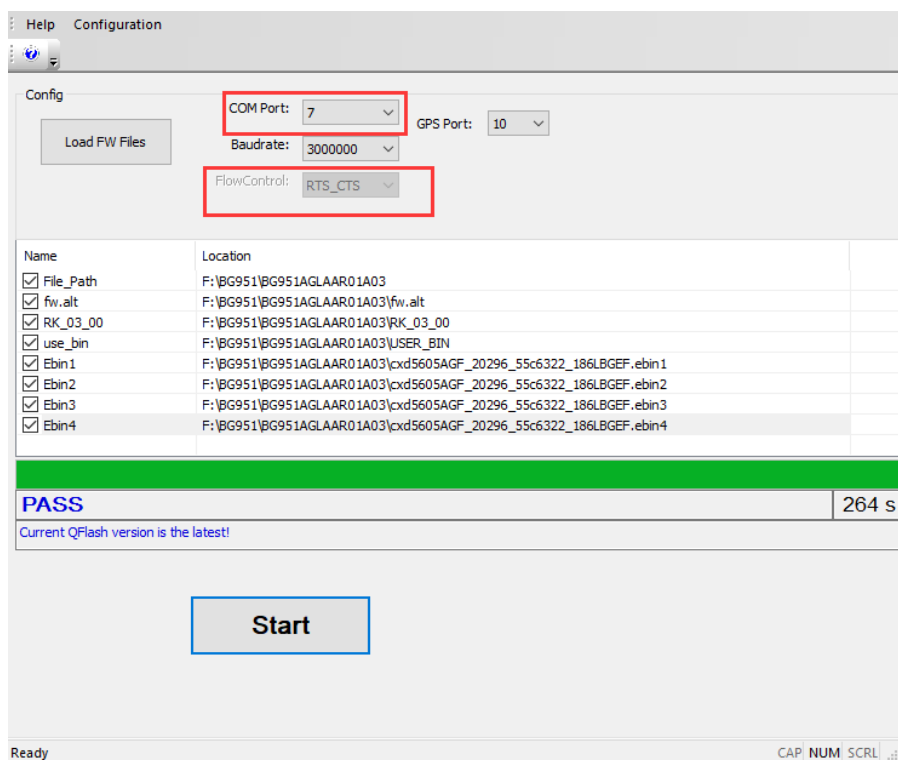 Help Configuration
Config
COM Port: 7
GPS Port: 10
Load FW Files
Baudrate: 3000000
FlowControl: RTS_CTS
Name Location
File_Path F:\BG951\BG951AGLAAR01A03
fw.alt F:\BG951\BG951AGLAAR01A03\fw.alt
RK_03_00 F:\BG951\BG951AGLAAR01A03\RK_03_00
use_bin F:\BG951\BG951AGLAAR01A03\USER_BIN
Ebin1 F:\BG951\BG951AGLAAR01A03\cxd5605AGF_20296_55c6322_186LBGEF.ebin1
Ebin2 F:\BG951\BG951AGLAAR01A03\cxd5605AGF_20296_55c6322_186LBGEF.ebin2
Ebin3 F:\BG951\BG951AGLAAR01A03\cxd5605AGF_20296_55c6322_186LBGEF.ebin3
Ebin4 F:\BG951\BG951AGLAAR01A03\cxd5605AGF_20296_55c6322_186LBGEF.ebin4
PASS 264 s
Current QFlash version is the latest!
Start
Ready CAP NUM SCRL